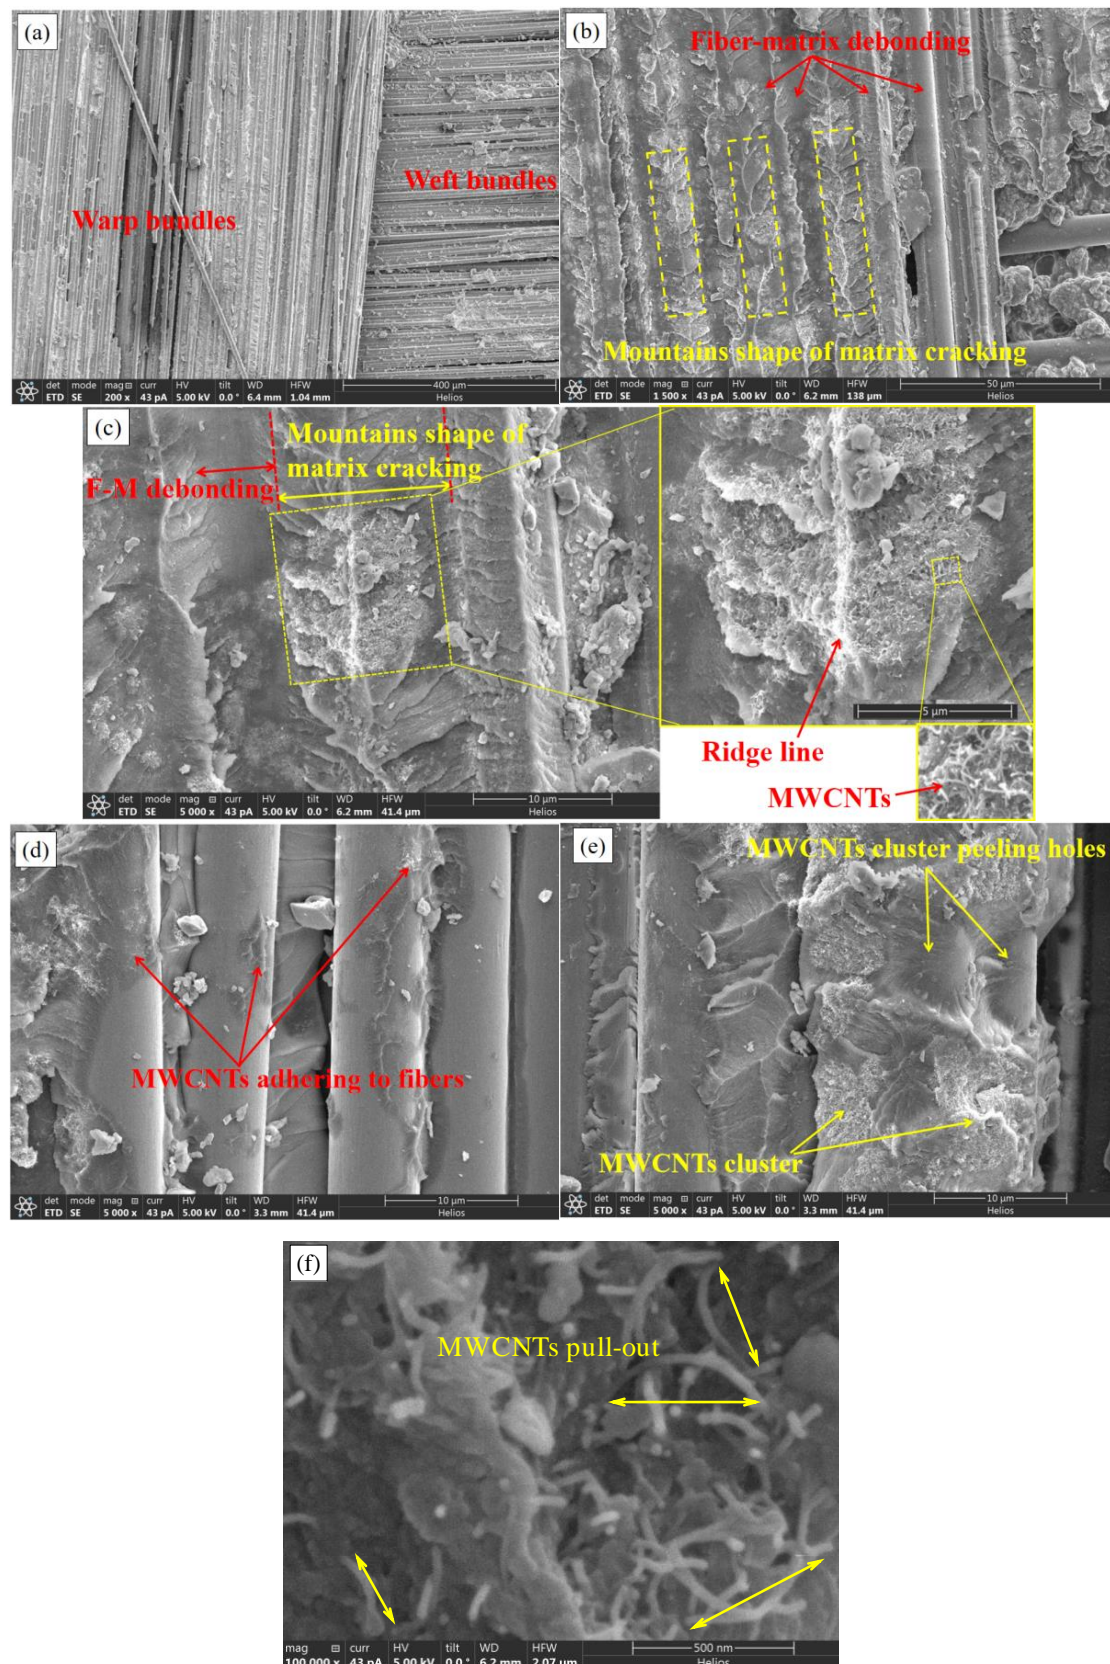 (a)
Warp bundles
Weft bundles
det mode mag curr HV tilt WD HFW 400 µm
ETD SE 200 x 43 pA 5.00 kV 0.0 ° 6.4 mm 1.04 mm Helios
(b)
Fiber-matrix debonding
Mountains shape of matrix cracking
det mode mag curr HV tilt WD HFW 50 µm
ETD SE 1 500 x 43 pA 5.00 kV 0.0 ° 6.2 mm 138 µm Helios
(c)
Mountains shape of
matrix cracking
F-M debonding
5 µm
Ridge line
MWCNTs
det mode mag curr HV tilt WD HFW 10 µm
ETD SE 5 000 x 43 pA 5.00 kV 0.0 ° 6.2 mm 41.4 µm Helios
(d)
MWCNTs adhering to fibers
det mode mag curr HV tilt WD HFW 10 µm
ETD SE 5 000 x 43 pA 5.00 kV 0.0 ° 3.3 mm 41.4 µm Helios
(e)
MWCNTs cluster peeling holes
MWCNTs cluster
det mode mag curr HV tilt WD HFW 10 µm
ETD SE 5 000 x 43 pA 5.00 kV 0.0 ° 3.3 mm 41.4 µm Helios
(f)
MWCNTs pull-out
mag curr HV tilt WD HFW 500 nm
100 000 x 43 pA 5.00 kV 0.0 ° 6.2 mm 2.07 µm Helios